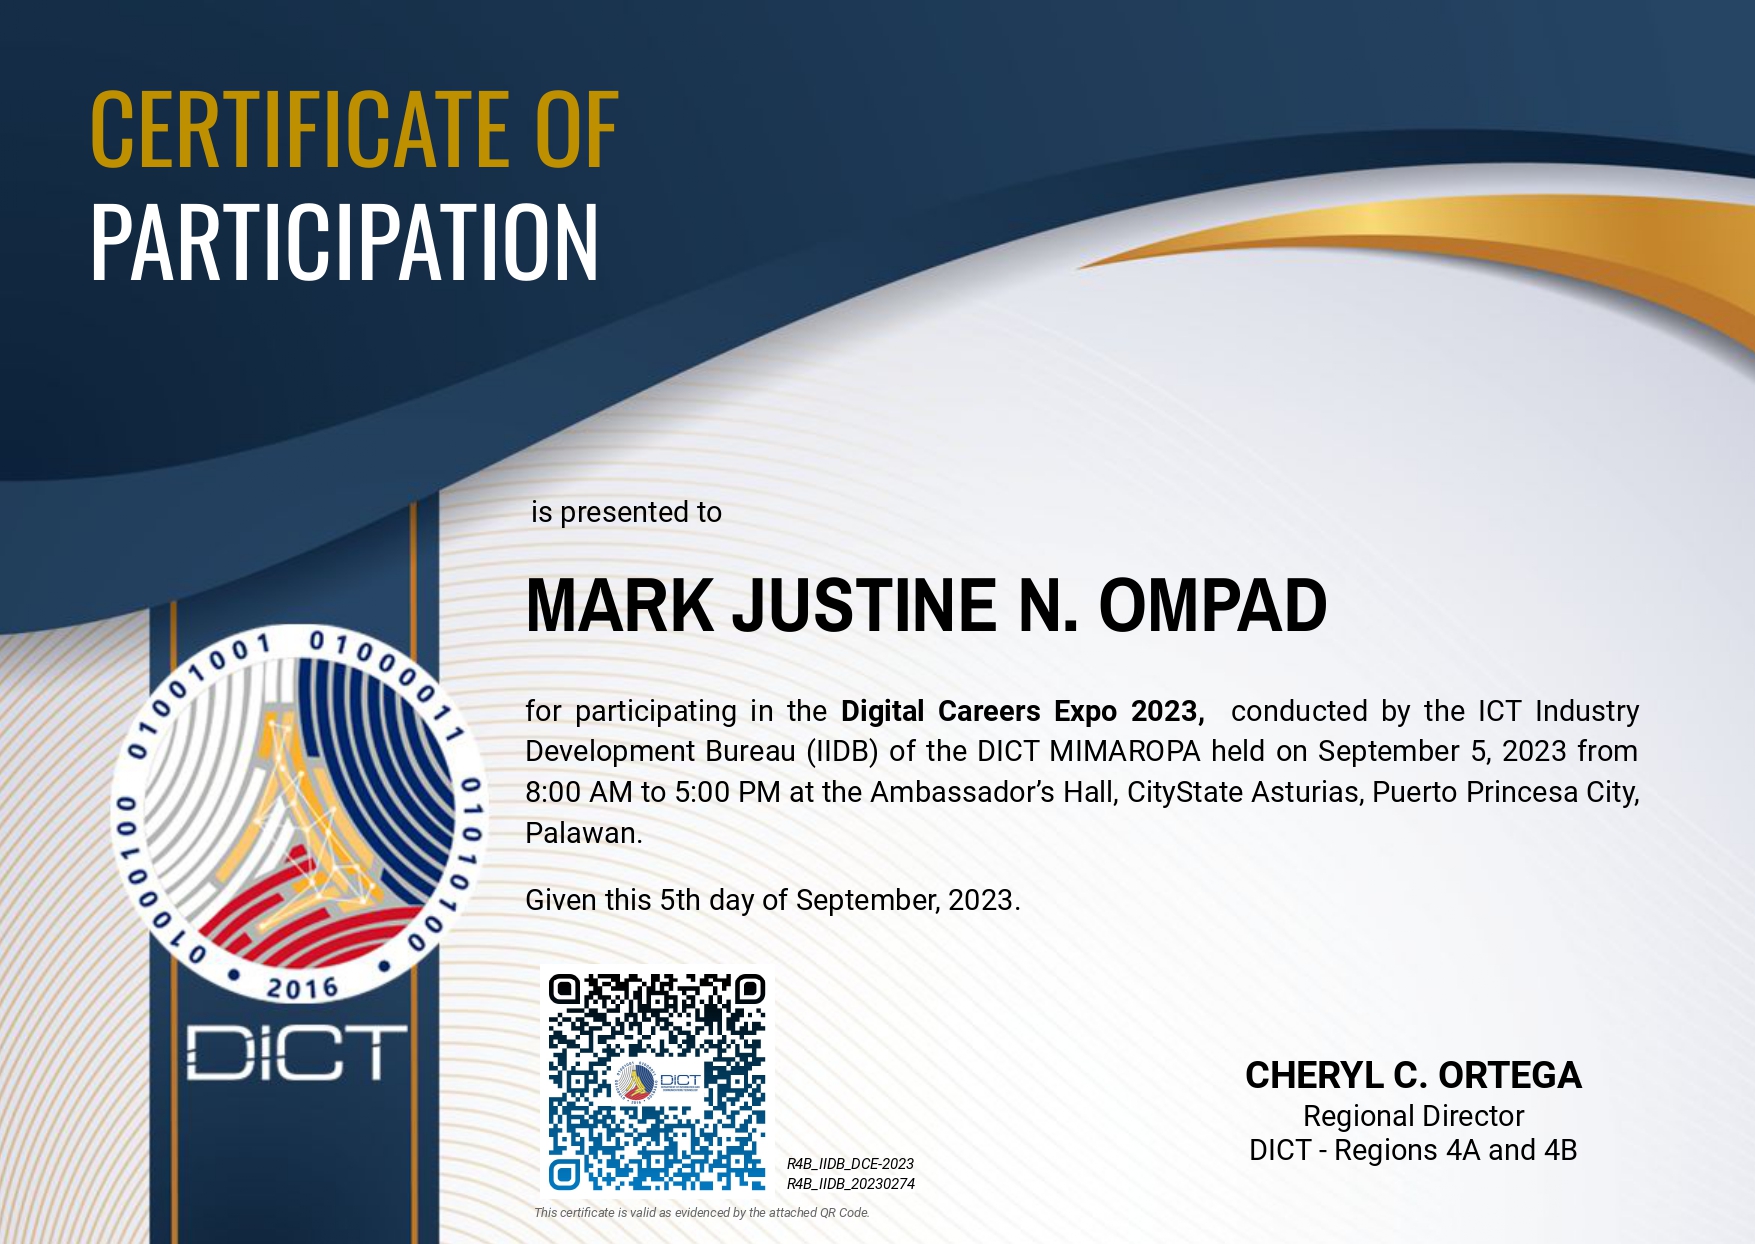 CERTIFICATE OF
PARTICIPATION
is presented to
MARK JUSTINE N. OMPAD
for participating in the Digital Careers Expo 2023, conducted by the ICT Industry
Development Bureau (IIDB) of the DICT MIMAROPA held on September 5, 2023 from
8:00 AM to 5:00 PM at the Ambassador’s Hall, CityState Asturias, Puerto Princesa City,
Palawan.
Given this 5th day of September, 2023.
01000100 01001001 01000011 01010100
2016
DICT
DICT
R4B_IIDB_DCE-2023
R4B_IIDB_20230274
This certificate is valid as evidenced by the attached QR Code.
CHERYL C. ORTEGA
Regional Director
DICT - Regions 4A and 4B